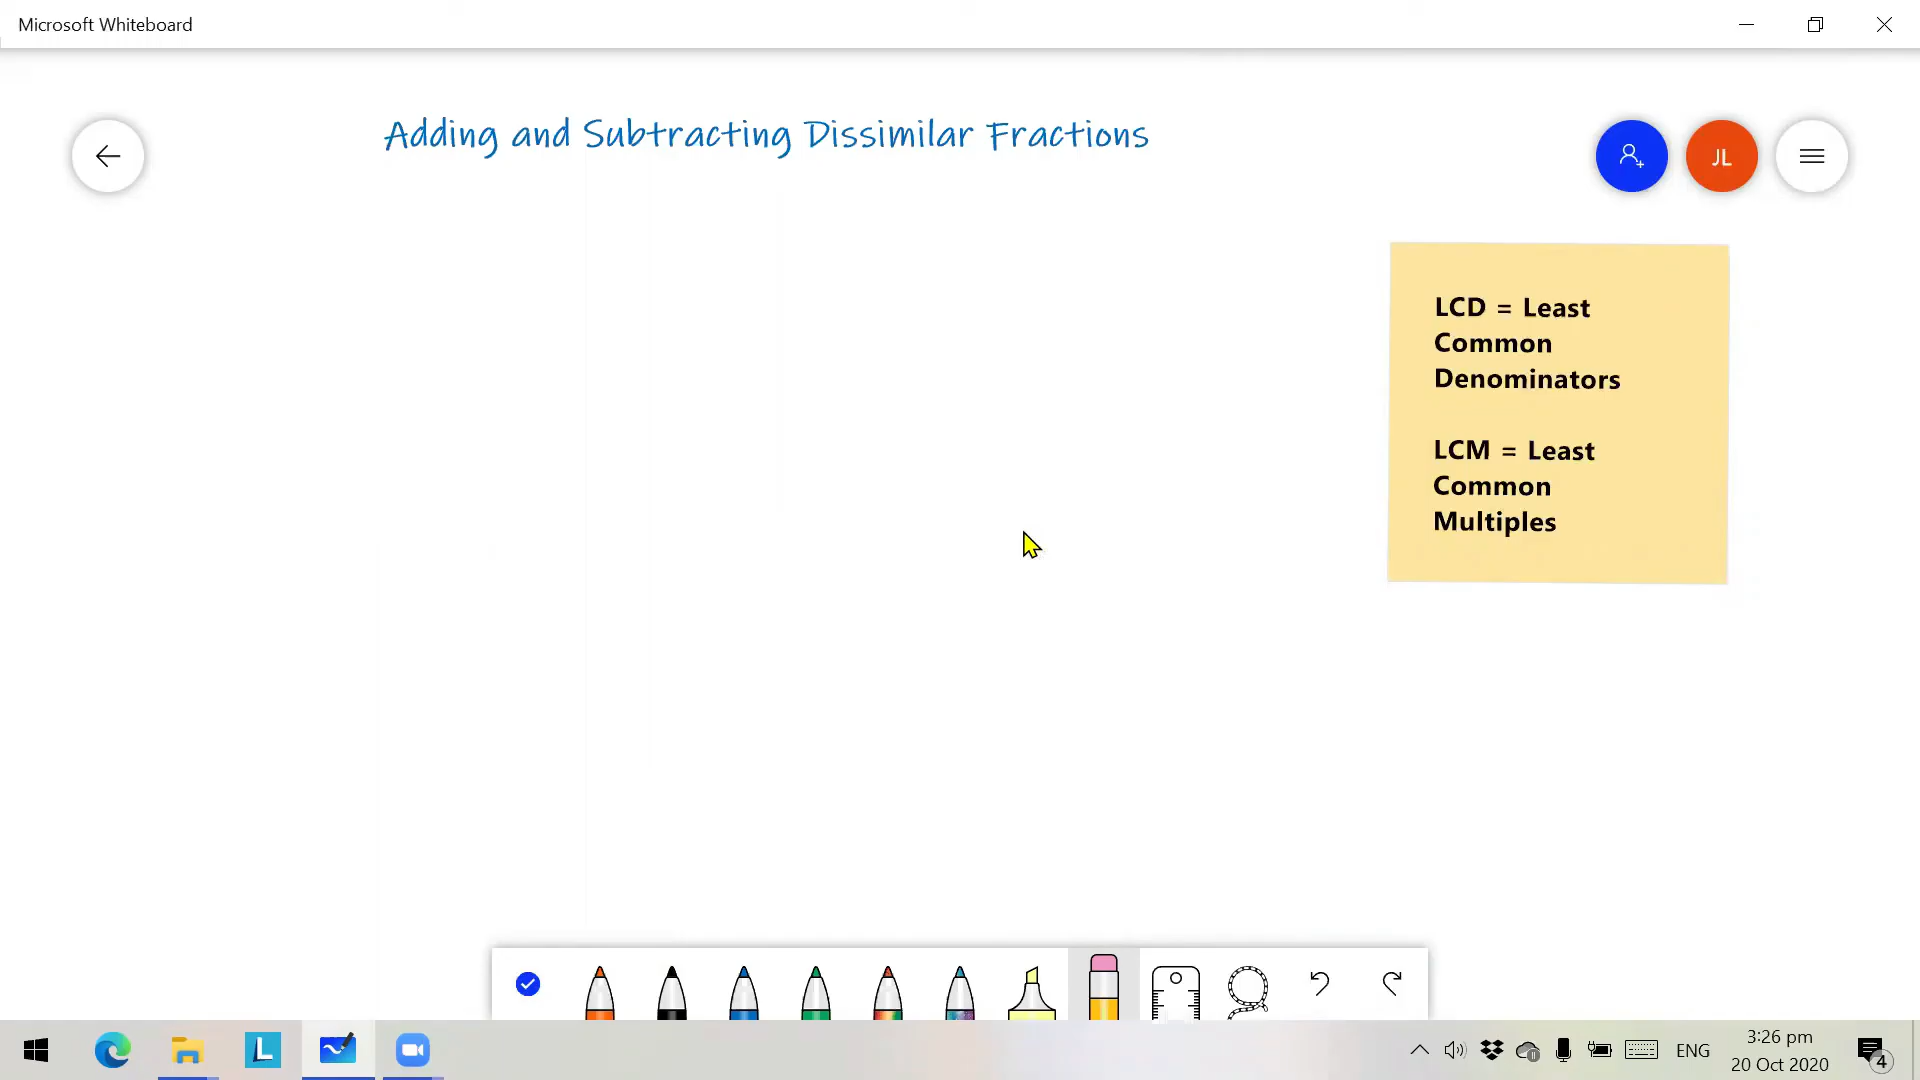 Microsoft Whiteboard
Adding and Subtracting Dissimilar Fractions
JL
LCD = Least
Common
Denominators
LCM = Least
Common
Multiples
L
ENG
3:26 pm
20 Oct 2020
4